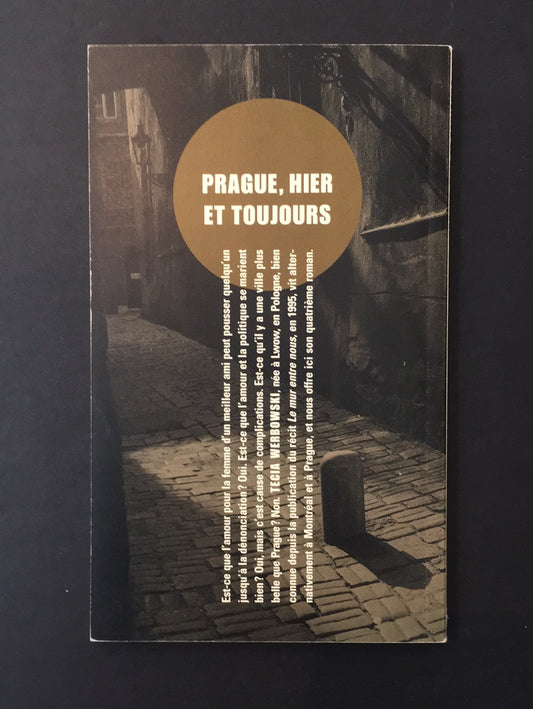 PRAGUE, HIER
ET TOUJOURS
Est-ce que l'amour pour la femme d'un meilleur ami peut pousser quelqu'un
jusqu'à la dénonciation? Oui. Est-ce que l'amour et la politique se marient
bien? Oui, mais c'est cause de complications. Est-ce qu'il y a une ville plus
belle que Prague? Non. TECIA WERBOWSKI, née à Lwow, en Pologne, bien
connue depuis la publication du récit Le mur entre nous, en 1995, vit alter-
nativement à Montréal et à Prague, et nous offre ici son quatrième roman.